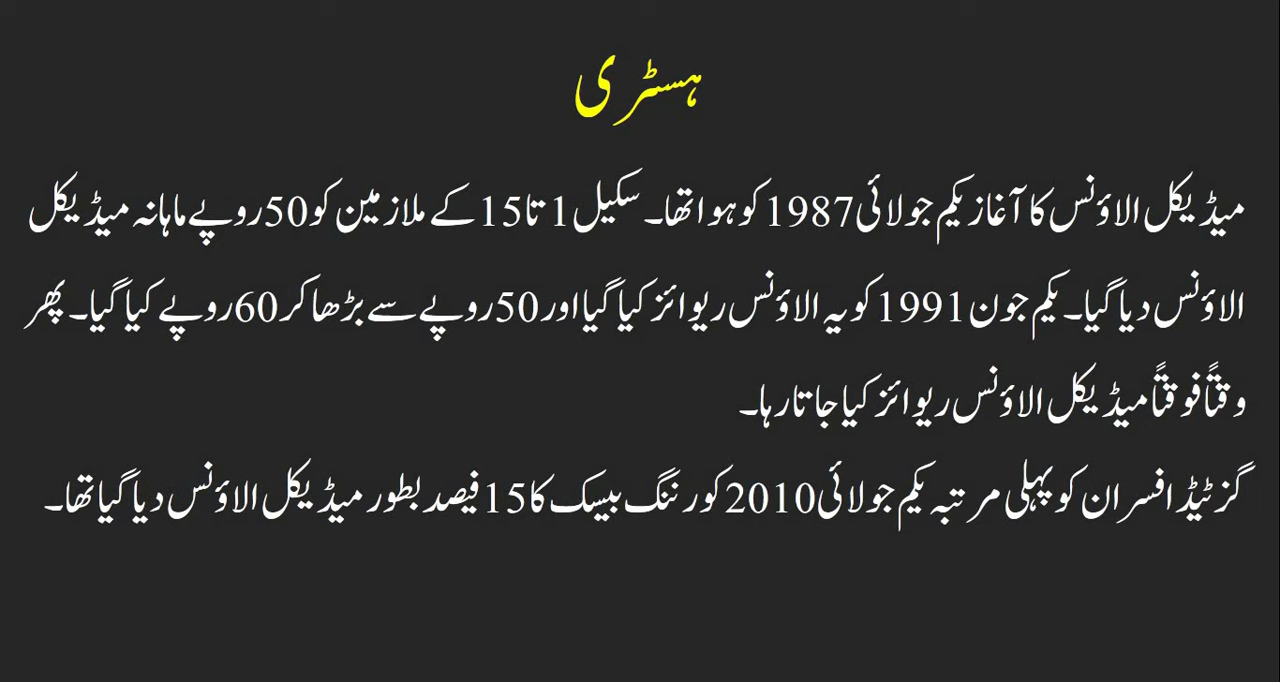 ہسٹری
میڈیکل الاؤنس کا آغاز یکم جولائی 1987 کو ہوا تھا۔ سکیل 1 تا 15 کے ملازمین کو 50 روپے ماہانہ میڈیکل
الاؤنس دیا گیا۔ یکم جون 1991 کو یہ الاؤنس ریوائز کیا گیا اور 50 روپے سے بڑھا کر 60 روپے کیا گیا۔ پھر
وقتاً فوقتاً میڈیکل الاؤنس ریوائز کیا جاتا رہا۔
گزٹیڈ افسران کو پہلی مرتبہ یکم جولائی 2010 کو رننگ بیسک کا 15 فیصد بطور میڈیکل الاؤنس دیا گیا تھا۔